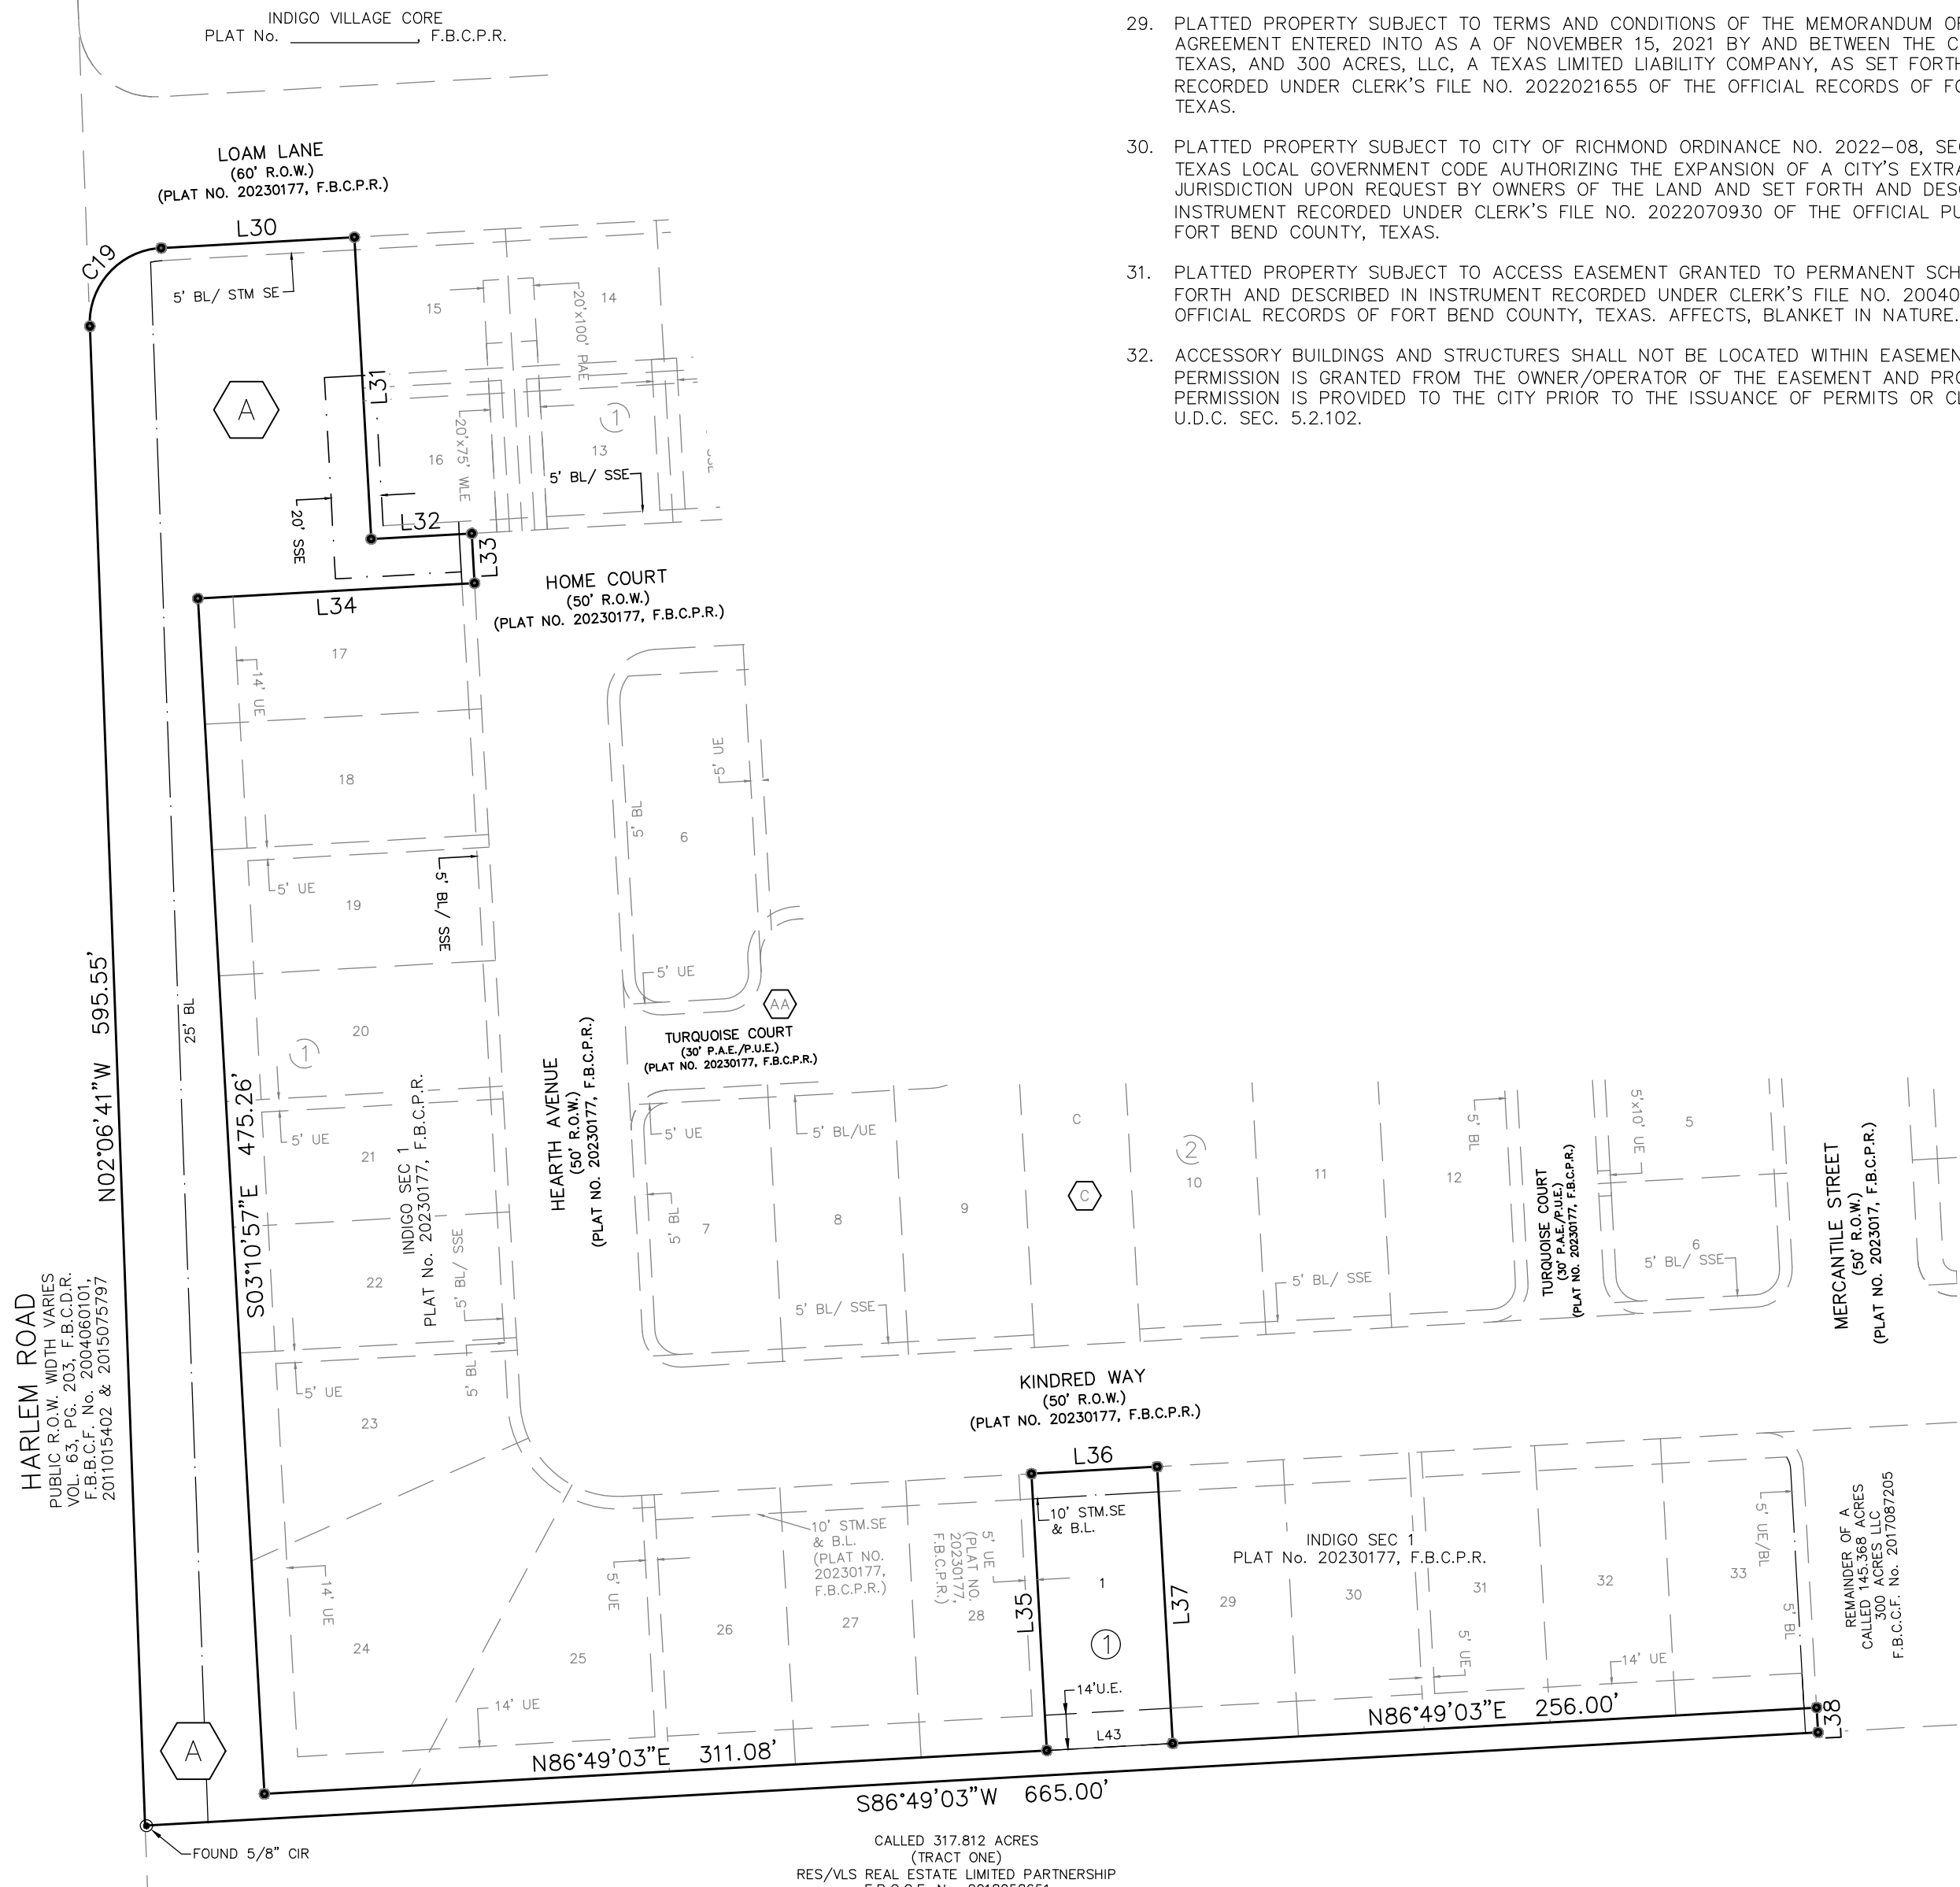 INDIGO VILLAGE CORE
PLAT No. ____________, F.B.C.P.R.
LOAM LANE
(60' R.O.W.)
(PLAT NO. 20230177, F.B.C.P.R.)
L30
C19
5' BL/ STM SE
A
L31
15
14
20'x100' PAE
16
20'x75' WLE
13
1
5' BL/ SSE
20' SSE
L32
L33
L34
HOME COURT
(50' R.O.W.)
(PLAT NO. 20230177, F.B.C.P.R.)
17
14' UE
18
5' UE
19
5' BL/ SSE
5' UE
5' BL
6
5' UE
AA
TURQUOISE COURT
(30' P.A.E./P.U.E.)
(PLAT NO. 20230177, F.B.C.P.R.)
N02°06'41"W 595.55'
25' BL
S03°10'57"E 475.26'
20
1
5' UE
21
INDIGO SEC 1
PLAT No. 20230177, F.B.C.P.R.
22
5' BL/ SSE
5' BL
5' UE
23
HEARTH AVENUE
(50' R.O.W.)
(PLAT NO. 20230177, F.B.C.P.R.)
5' UE
5' BL/UE
5' BL
7
8
9
C
C
2
10
11
12
5' BL
5' BL/ SSE
5' BL/ SSE
TURQUOISE COURT
(30' P.A.E./P.U.E.)
(PLAT NO. 20230177, F.B.C.P.R.)
5'x10' UE
5
6
5' BL/ SSE
MERCANTILE STREET
(50' R.O.W.)
(PLAT NO. 2023017, F.B.C.P.R.)
HARLEM ROAD
PUBLIC R.O.W. WIDTH VARIES
VOL. 63, PG. 203, F.B.C.D.R.
F.B.B.C.F. No. 2004060101,
2011015402 & 2015075797
KINDRED WAY
(50' R.O.W.)
(PLAT NO. 20230177, F.B.C.P.R.)
L36
10' STM.SE
& B.L.
10' STM.SE
& B.L.
(PLAT NO.
20230177,
F.B.C.P.R.)
5' UE
(PLAT NO.
20230177,
F.B.C.P.R.)
14' UE
24
25
5' UE
26
27
28
L35
1
1
L37
14'U.E.
L43
INDIGO SEC 1
PLAT No. 20230177, F.B.C.P.R.
29
30
31
32
33
5' UE
14' UE
5' UE/BL
5' BL
REMAINDER OF A
CALLED 145.368 ACRES
300 ACRES LLC
F.B.C.C.F. No. 2017087205
14' UE
N86°49'03"E 311.08'
N86°49'03"E 256.00'
L38
A
S86°49'03"W 665.00'
FOUND 5/8" CIR
CALLED 317.812 ACRES
(TRACT ONE)
RES/VLS REAL ESTATE LIMITED PARTNERSHIP
29. PLATTED PROPERTY SUBJECT TO TERMS AND CONDITIONS OF THE MEMORANDUM
AGREEMENT ENTERED INTO AS A OF NOVEMBER 15, 2021 BY AND BETWEEN THE
TEXAS, AND 300 ACRES, LLC, A TEXAS LIMITED LIABILITY COMPANY, AS SET FORTH
RECORDED UNDER CLERK'S FILE NO. 2022021655 OF THE OFFICIAL RECORDS OF
TEXAS.
30. PLATTED PROPERTY SUBJECT TO CITY OF RICHMOND ORDINANCE NO. 2022-08,
TEXAS LOCAL GOVERNMENT CODE AUTHORIZING THE EXPANSION OF A CITY'S
JURISDICTION UPON REQUEST BY OWNERS OF THE LAND AND SET FORTH AND
INSTRUMENT RECORDED UNDER CLERK'S FILE NO. 2022070930 OF THE OFFICIAL
FORT BEND COUNTY, TEXAS.
31. PLATTED PROPERTY SUBJECT TO ACCESS EASEMENT GRANTED TO PERMANENT
FORTH AND DESCRIBED IN INSTRUMENT RECORDED UNDER CLERK'S FILE NO.
OFFICIAL RECORDS OF FORT BEND COUNTY, TEXAS. AFFECTS, BLANKET IN NATURE.
32. ACCESSORY BUILDINGS AND STRUCTURES SHALL NOT BE LOCATED WITHIN
PERMISSION IS GRANTED FROM THE OWNER/OPERATOR OF THE EASEMENT AND
PERMISSION IS PROVIDED TO THE CITY PRIOR TO THE ISSUANCE OF PERMITS OR
U.D.C. SEC. 5.2.102.